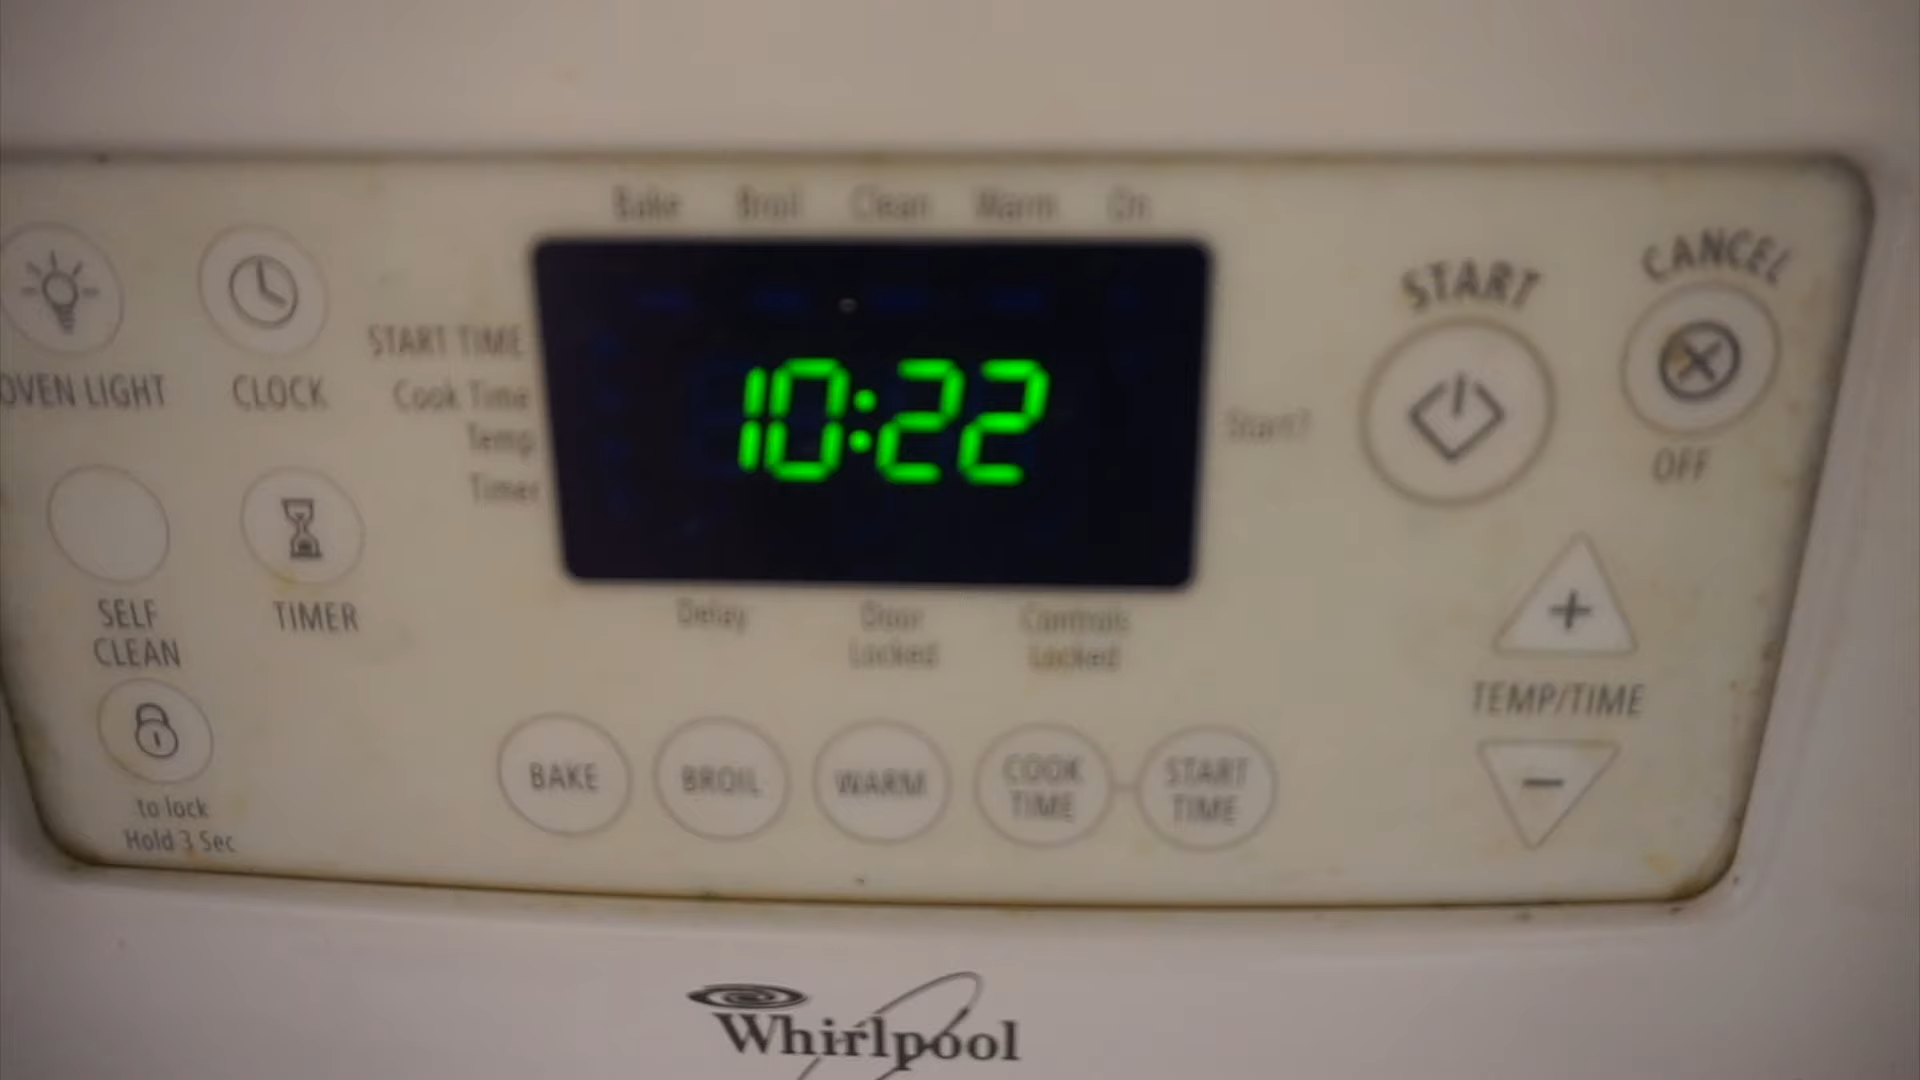 Bake Broil Clean Warm On
START CANCEL
OVEN LIGHT CLOCK
START TIME
Cook Time
Temp
Timer
10:22
Start?
OFF
SELF
CLEAN
TIMER
Delay Door
Locked Controls
Locked
TEMP/TIME
to lock
Hold 3 Sec
BAKE BROIL WARM COOK
TIME START
TIME
Whirlpool